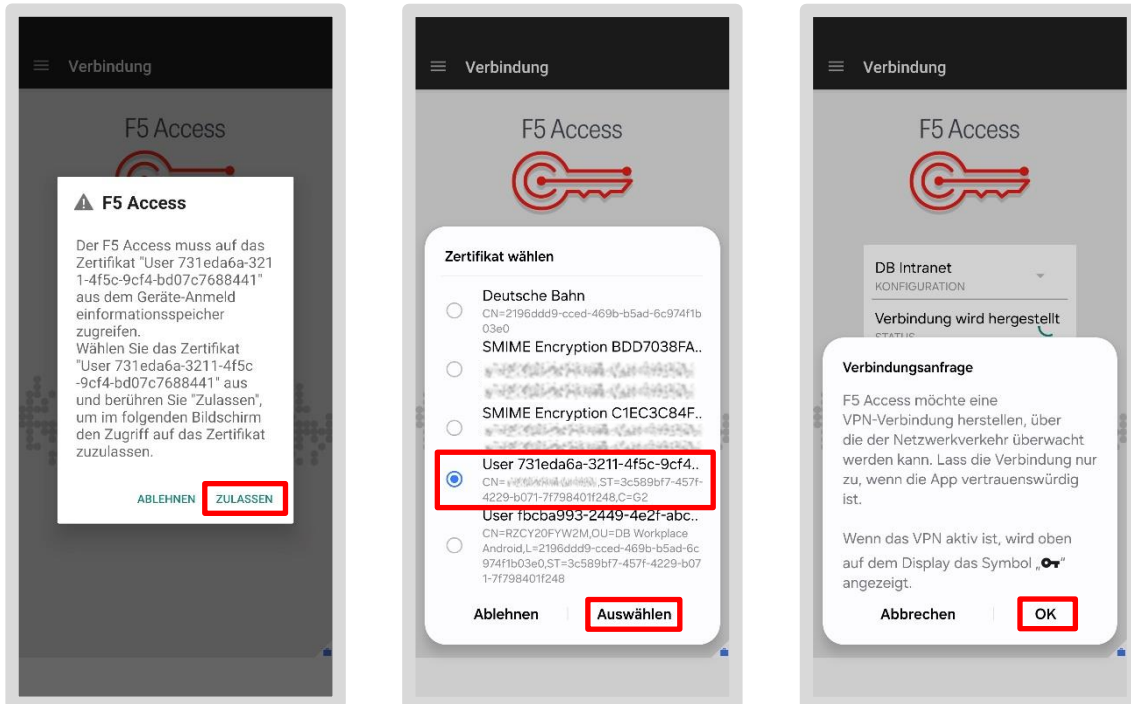 Verbindung
F5 Access
F5 Access
Der F5 Access muss auf das
Zertifikat "User 731eda6a-321
1-4f5c-9cf4-bd07c7688441"
aus dem Geräte-Anmeld
einformationsspeicher
zugreifen.
Wählen Sie das Zertifikat
"User 731eda6a-3211-4f5c
-9cf4-bd07c7688441" aus
und berühren Sie "Zulassen",
um im folgenden Bildschirm
den Zugriff auf das Zertifikat
zuzulassen.
ABLEHNEN ZULASSEN
Verbindung
F5 Access
Zertifikat wählen
Deutsche Bahn
CN=2196ddd9-cced-469b-b5ad-6c974f1b
03e0
SMIME Encryption BDD7038FA..
SMIME Encryption C1EC3C84F..
User 731eda6a-3211-4f5c-9cf4..
CN= ,ST=3c589bf7-457f-
4229-b071-7f798401f248,C=G2
User fbcba993-2449-4e2f-abc..
CN=RZCY20FYW2M,OU=DB Workplace
Android,L=2196ddd9-cced-469b-b5ad-6c
974f1b03e0,ST=3c589bf7-457f-4229-b07
1-7f798401f248
Ablehnen Auswählen
Verbindung
F5 Access
DB Intranet
KONFIGURATION
Verbindung wird hergestellt
STATUS
Verbindungsanfrage
F5 Access möchte eine
VPN-Verbindung herstellen, über
die der Netzwerkverkehr überwacht
werden kann. Lass die Verbindung nur
zu, wenn die App vertrauenswürdig
ist.
Wenn das VPN aktiv ist, wird oben
auf dem Display das Symbol „ “
angezeigt.
Abbrechen OK